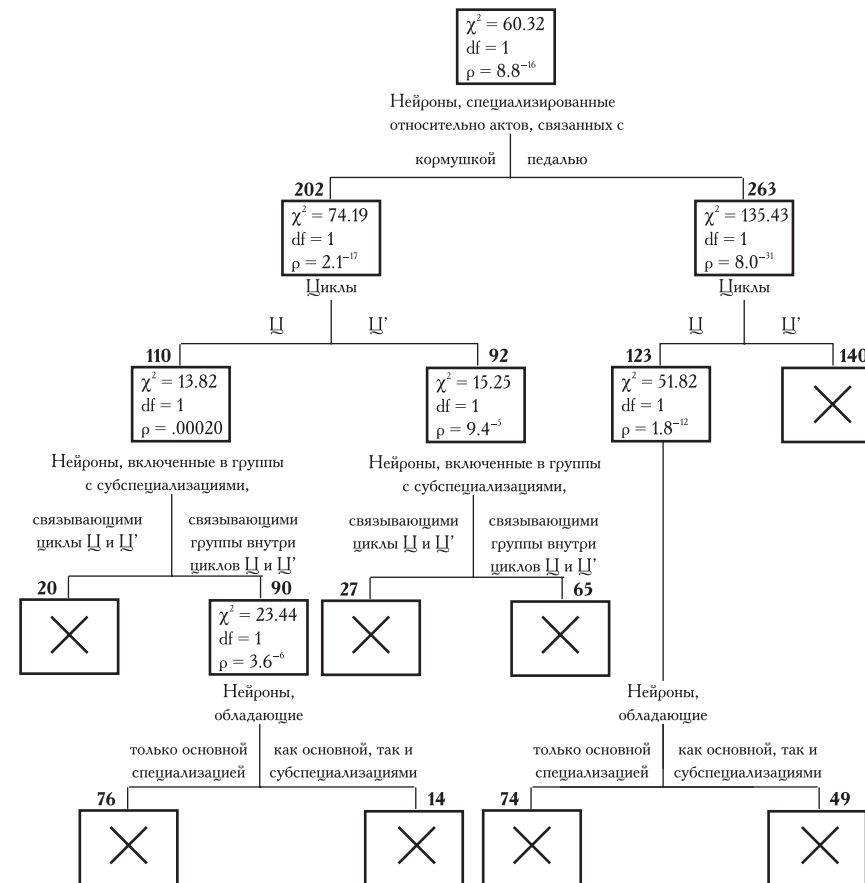 χ² = 60.32
df = 1
ρ = 8.8⁻¹⁶
Нейроны, специализированные
относительно актов, связанных с
кормушкой педалью
202 263
χ² = 74.19 χ² = 135.43
df = 1 df = 1
ρ = 2.1⁻¹⁷ ρ = 8.0⁻³¹
Циклы Циклы
Ц Ц’ Ц Ц’
110 92 123 140
χ² = 13.82 χ² = 15.25 χ² = 51.82
df = 1 df = 1 df = 1
ρ = .00020 ρ = 9.4⁻⁵ ρ = 1.8⁻¹²
Нейроны, включенные в группы Нейроны, включенные в группы
с субспециализациями, с субспециализациями,
связывающими связывающими связывающими связывающими
циклы Ц и Ц’ группы внутри циклы Ц и Ц’ группы внутри
циклов Ц и Ц’ циклов Ц и Ц’
20 90 27 65
χ² = 23.44
df = 1
ρ = 3.6⁻⁶
Нейроны, Нейроны,
обладающие обладающие
только основной как основной, так и только основной как основной, так и
специализацией субспециализациями специализацией субспециализациями
76 14 74 49